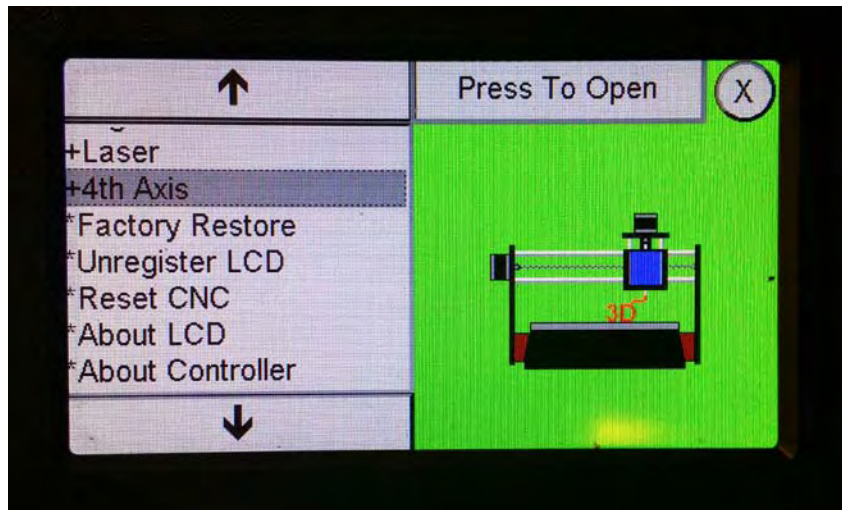 Press To Open
X
+Laser
+4th Axis
*Factory Restore
*Unregister LCD
*Reset CNC
*About LCD
*About Controller
3D